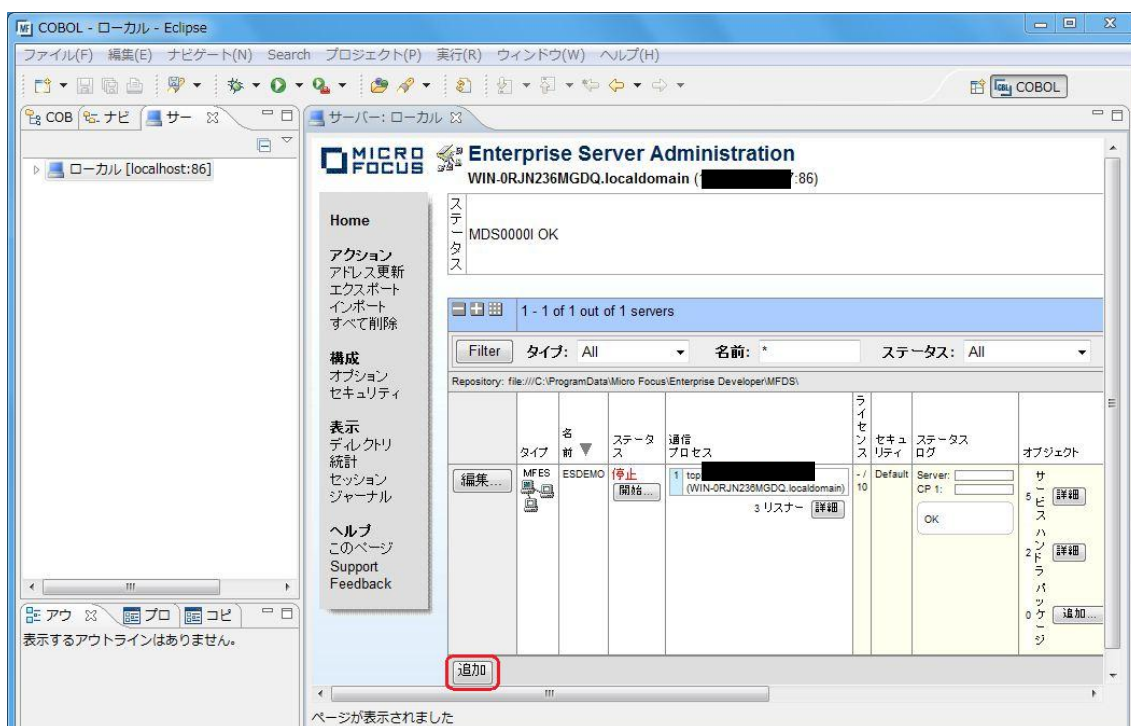 COBOL - ローカル - Eclipse
ファイル(F) 編集(E) ナビゲート(N) Search プロジェクト(P) 実行(R) ウィンドウ(W) ヘルプ(H)
COBOL
COB ナビ サー
サーバー: ローカル
ローカル [localhost:86]
MICRO FOCUS
Enterprise Server Administration
WIN-0RJN236MGDQ.localdomain ( :86)
Home
アクション
アドレス更新
エクスポート
インポート
すべて削除
構成
オプション
セキュリティ
表示
ディレクトリ
統計
セッション
ジャーナル
ヘルプ
このページ
Support
Feedback
ステータス
MDS0000I OK
1 - 1 of 1 out of 1 servers
Filter タイプ: All 名前: * ステータス: All
Repository: file:///C:\ProgramData\Micro Focus\Enterprise Developer\MFDS\
タイプ 名前 ステータス 通信プロセス ライセンス セキュリティ ステータスログ オブジェクト
編集... MFES ESDEMO 停止 開始...
1 tcp
(WIN-0RJN236MGDQ.localdomain)
3 リスナー 詳細
- / 10
Default
Server:
CP 1:
OK
5 サービス 詳細
2 ハンドラ 詳細
0 パッケージ 追加...
追加
アウ プロ コピ
表示するアウトラインはありません。
ページが表示されました